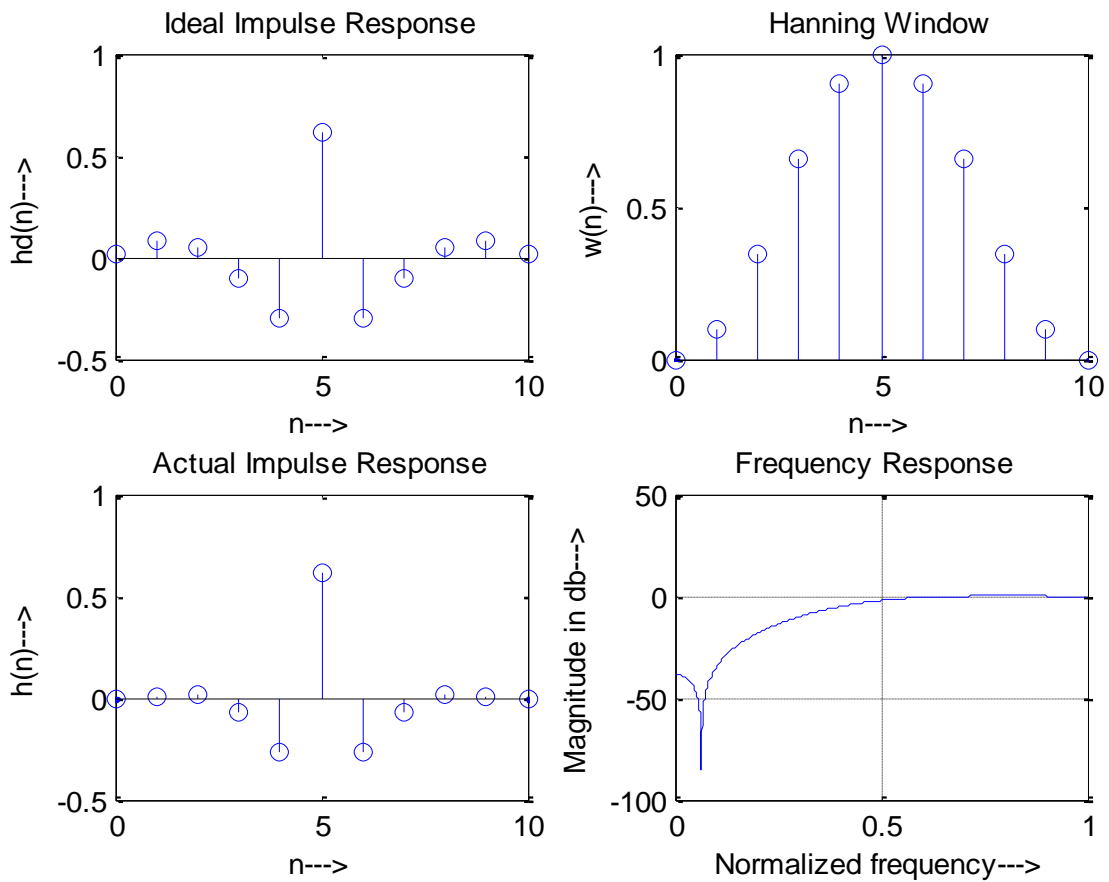 Ideal Impulse Response
1
0.5
0
-0.5
hd(n)--->
0
5
10
n--->
Hanning Window
1
0.5
0
w(n)--->
0
5
10
n--->
Actual Impulse Response
1
0.5
0
-0.5
h(n)--->
0
5
10
n--->
Frequency Response
50
0
-50
-100
Magnitude in db--->
0
0.5
1
Normalized frequency--->